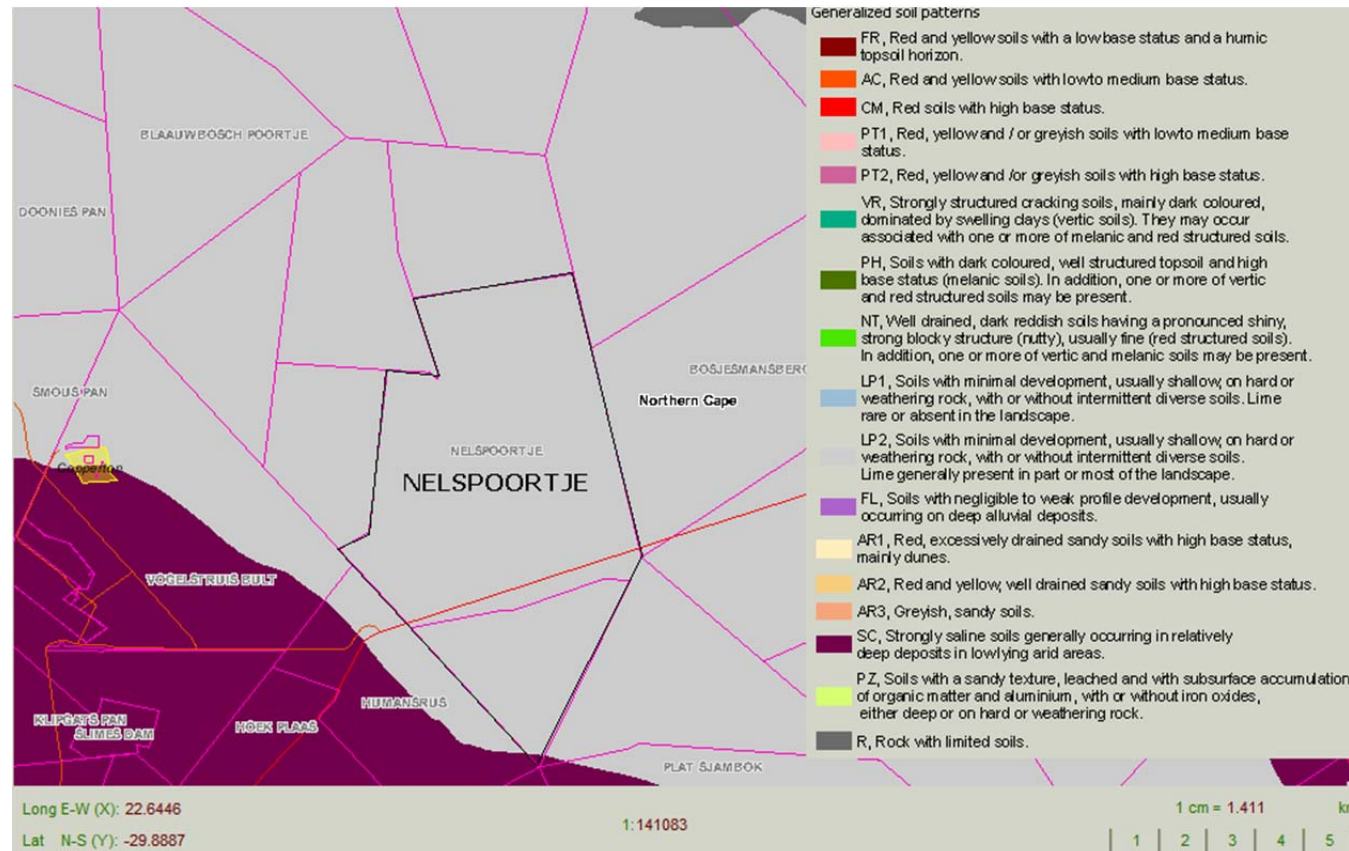 Generalized soil patterns
FR, Red and yellow soils with a low base status and a humic
topsoil horizon.
AC, Red and yellow soils with lowto medium base status.
CM, Red soils with high base status.
PT1, Red, yellow and / or greyish soils with lowto medium base
status.
PT2, Red, yellow and /or greyish soils with high base status.
VR, Strongly structured cracking soils, mainly dark coloured,
dominated by swelling clays (vertic soils). They may occur
associated with one or more of melanic and red structured soils.
PH, Soils with dark coloured, well structured topsoil and high
base status (melanic soils). In addition, one or more of vertic
and red structured soils may be present.
NT, Well drained, dark reddish soils having a pronounced shiny,
strong blocky structure (nutty), usually fine (red structured soils).
In addition, one or more of vertic and melanic soils may be present.
LP1, Soils with minimal development, usually shallow, on hard or
weathering rock, with or without intermittent diverse soils. Lime
rare or absent in the landscape.
LP2, Soils with minimal development, usually shallow, on hard or
weathering rock, with or without intermittent diverse soils.
Lime generally present in part or most of the landscape.
FL, Soils with negligible to weak profile development, usually
occurring on deep alluvial deposits.
AR1, Red, excessively drained sandy soils with high base status,
mainly dunes.
AR2, Red and yellow, well drained sandy soils with high base status.
AR3, Greyish, sandy soils.
SC, Strongly saline soils generally occurring in relatively
deep deposits in lowlying arid areas.
PZ, Soils with a sandy texture, leached and with subsurface accumulation
of organic matter and aluminium, with or without iron oxides,
either deep or on hard or weathering rock.
R, Rock with limited soils.
BLAAUWBOSCH POORTJE
DOONIES PAN
SMOUS PAN
BOSJESMANSBERG
Northern Cape
NELSPOORTJE
NELSPOORTJE
Copperton
VOGELSTRUIS BULT
HUMANSRUS
KLIPGATS PAN
SLIMES DAM
HOEK PLAAS
PLAT SJAMBOK
Long E-W (X): 22.6446
Lat N-S (Y): -29.8887
1:141083
1 cm = 1.411 k
1 | 2 | 3 | 4 | 5